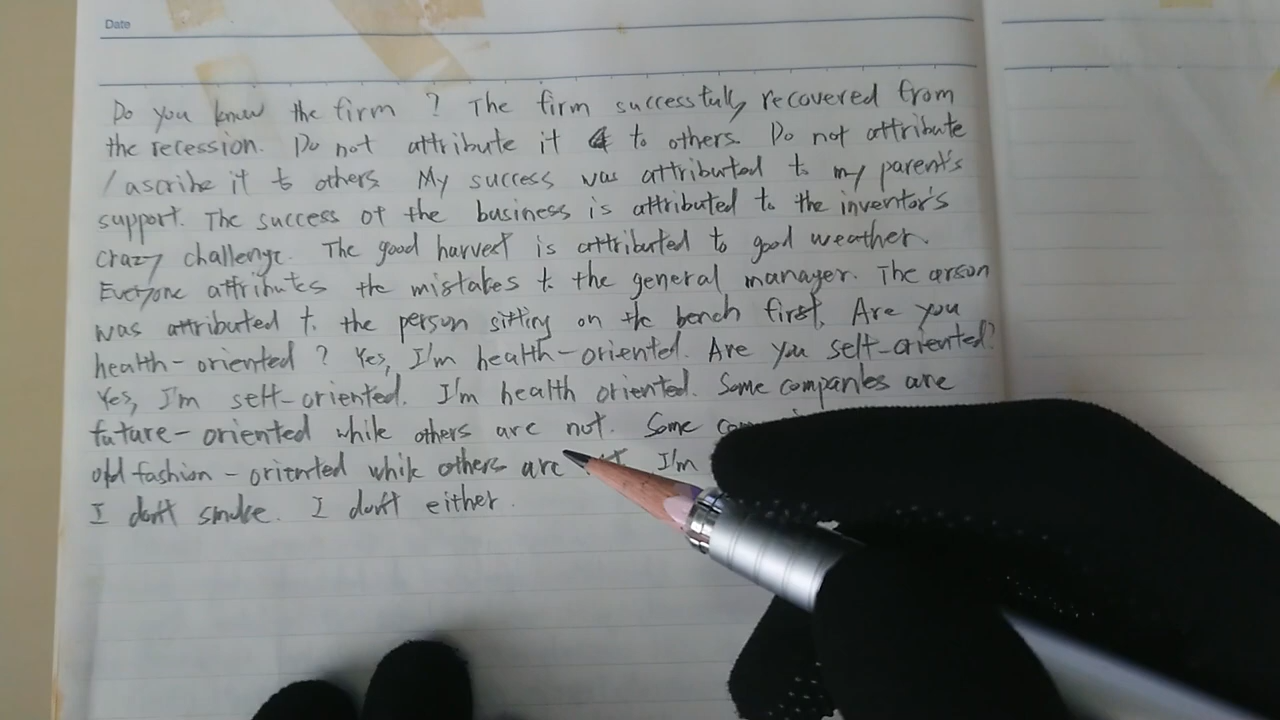 Date
Do you know the firm ? The firm successfully recovered from
the recession. Do not attribute it to others. Do not attribute
/ ascribe it to others My success was attributed to my parent's
support. The success of the business is attributed to the inventor's
crazy challenge. The good harvest is attributed to good weather.
Everyone attributes the mistakes to the general manager. The arson
was attributed to the person sitting on the bench first. Are you
health-oriented ? Yes, I'm health-oriented. Are you self-oriented?
Yes, I'm self-oriented. I'm health oriented. Some companies are
future-oriented while others are not. Some
old fashion-oriented while others are I'm
I don't smoke. I don't either.